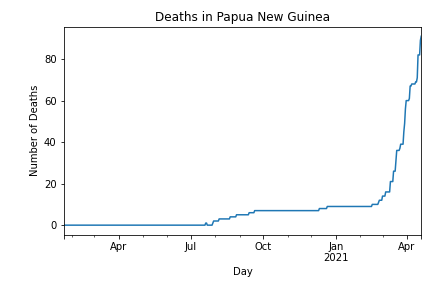 Deaths in Papua New Guinea
Number of Deaths
80
60
40
20
0
Apr
Jul
Oct
Jan
2021
Apr
Day